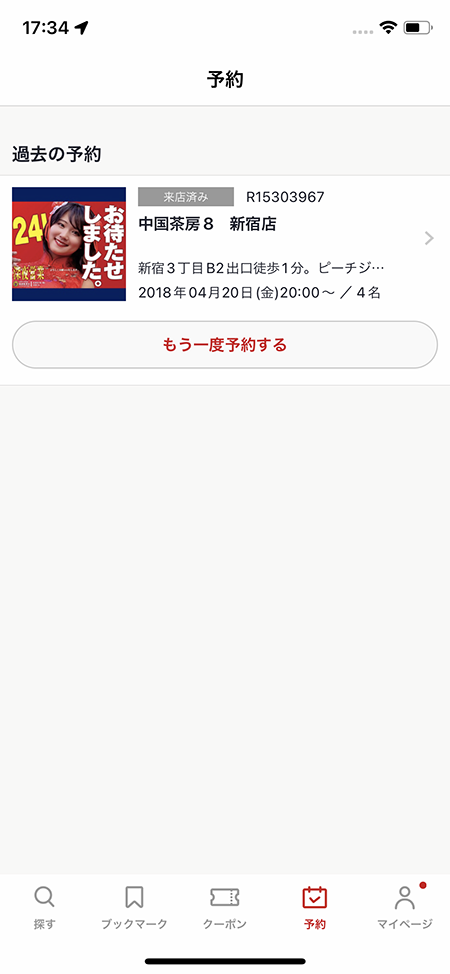 17:34
予約
過去の予約
来店済み R15303967
中国茶房8　新宿店
新宿3丁目B2出口徒歩1分。ピーチジ…
2018年04月20日(金)20:00〜 ／ 4名
24!
お待たせ
しました。
深夜営業
もう一度予約する
探す
ブックマーク
クーポン
予約
マイページ